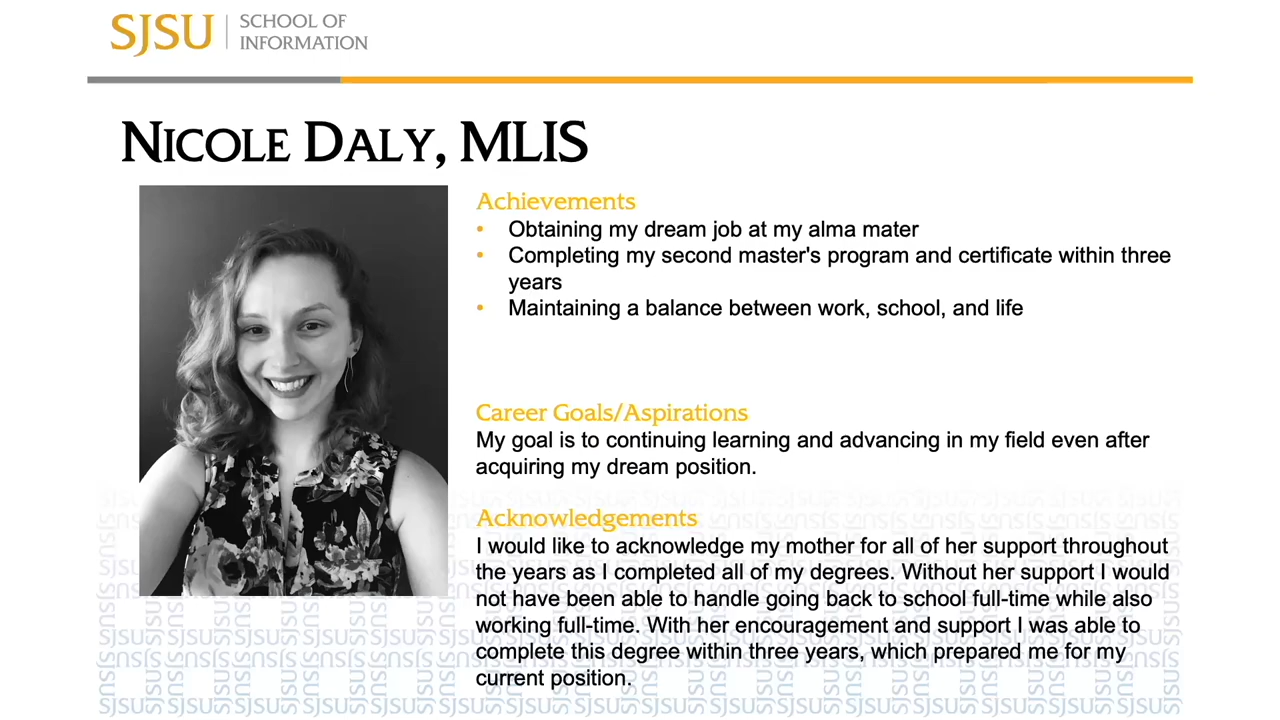 SJSU
SCHOOL OF
INFORMATION
NICOLE DALY, MLIS
Achievements
• Obtaining my dream job at my alma mater
• Completing my second master's program and certificate within three
years
• Maintaining a balance between work, school, and life
Career Goals/Aspirations
My goal is to continuing learning and advancing in my field even after
acquiring my dream position.
Acknowledgements
I would like to acknowledge my mother for all of her support throughout
the years as I completed all of my degrees. Without her support I would
not have been able to handle going back to school full-time while also
working full-time. With her encouragement and support I was able to
complete this degree within three years, which prepared me for my
current position.